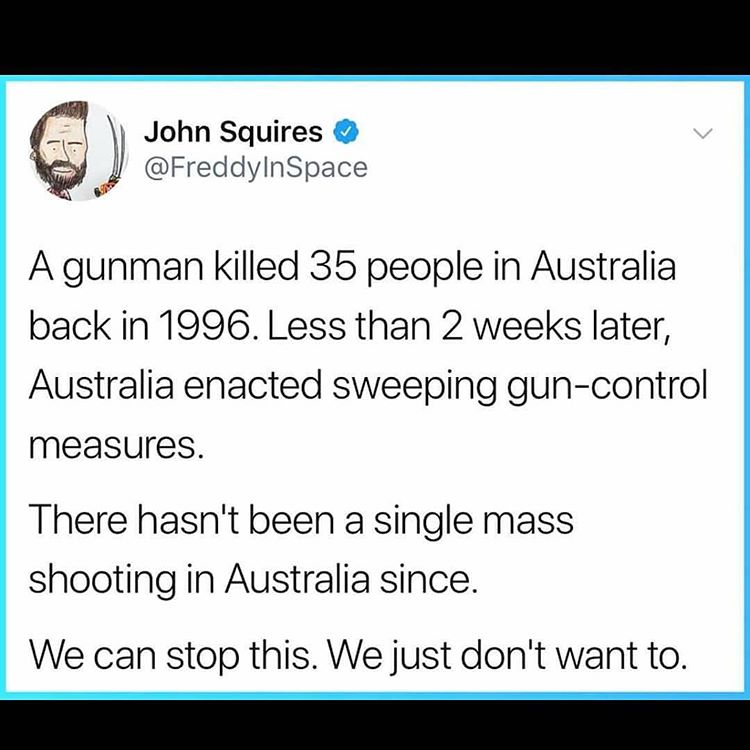 John Squires
@FreddyInSpace
A gunman killed 35 people in Australia
back in 1996. Less than 2 weeks later,
Australia enacted sweeping gun-control
measures.
There hasn't been a single mass
shooting in Australia since.
We can stop this. We just don't want to.